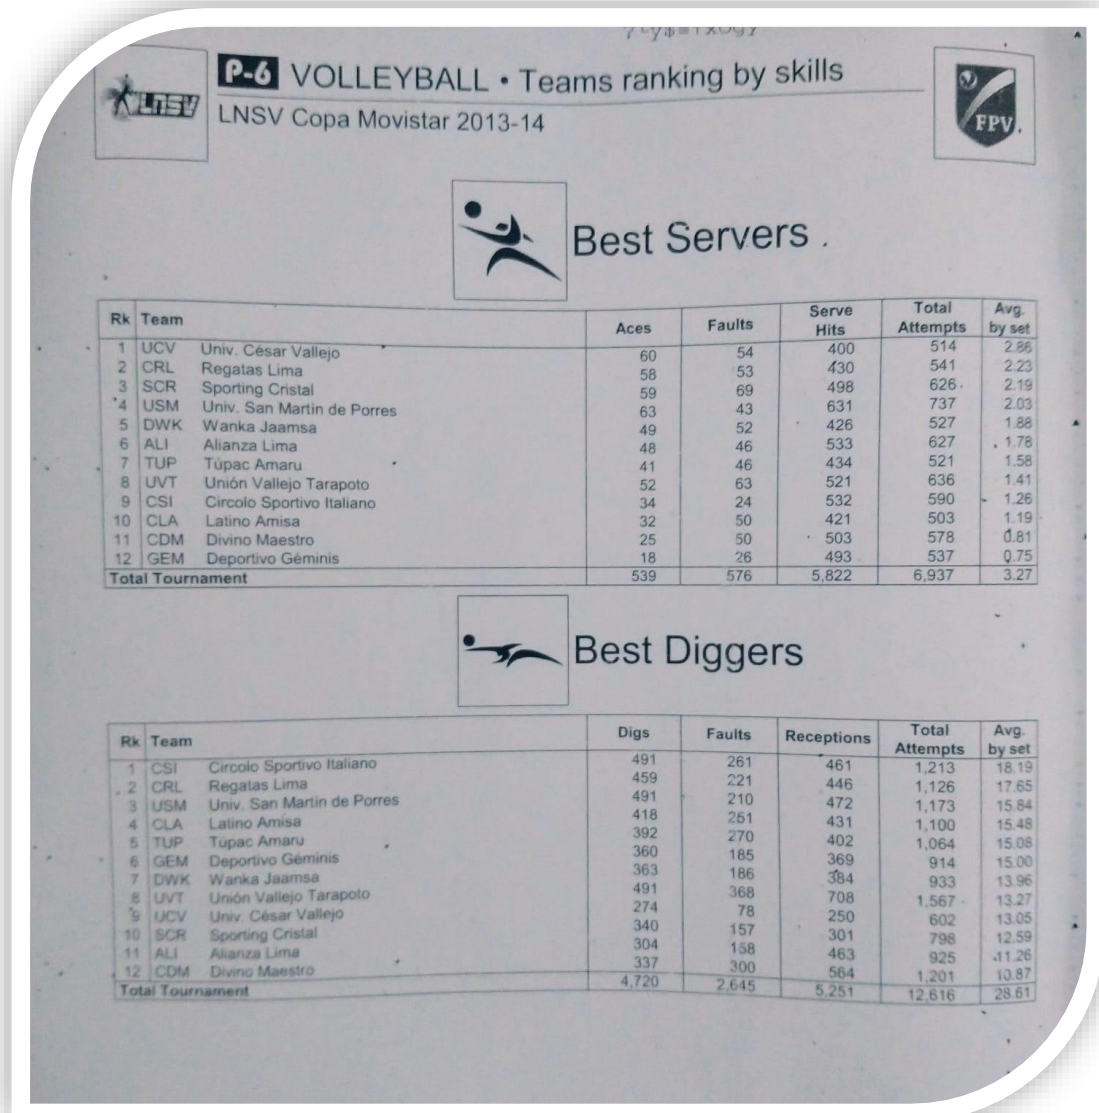 LNSV
P-6 VOLLEYBALL • Teams ranking by skills
LNSV Copa Movistar 2013-14
FPV
Best Servers
Rk Team Aces Faults Serve Hits Total Attempts Avg. by set
1 UCV Univ. César Vallejo 60 54 400 514 2.86
2 CRL Regatas Lima 58 53 430 541 2.23
3 SCR Sporting Cristal 59 69 498 626 2.19
4 USM Univ. San Martin de Porres 63 43 631 737 2.03
5 DWK Wanka Jaamsa 49 52 426 527 1.88
6 ALI Alianza Lima 48 46 533 627 1.78
7 TUP Túpac Amaru 41 46 434 521 1.58
8 UVT Unión Vallejo Tarapoto 52 63 521 636 1.41
9 CSI Circolo Sportivo Italiano 34 24 532 590 1.26
10 CLA Latino Amisa 32 50 421 503 1.19
11 CDM Divino Maestro 25 50 503 578 0.81
12 GEM Deportivo Géminis 18 26 493 537 0.75
Total Tournament 539 576 5,822 6,937 3.27
Best Diggers
Rk Team Digs Faults Receptions Total Attempts Avg. by set
1 CSI Circolo Sportivo Italiano 491 261 461 1,213 18.19
2 CRL Regatas Lima 459 221 446 1,126 17.65
3 USM Univ. San Martin de Porres 491 210 472 1,173 15.84
4 CLA Latino Amisa 418 251 431 1,100 15.48
5 TUP Túpac Amaru 392 270 402 1,064 15.08
6 GEM Deportivo Géminis 360 185 369 914 15.00
7 DWK Wanka Jaamsa 363 186 384 933 13.96
8 UVT Unión Vallejo Tarapoto 491 368 708 1,567 13.27
9 UCV Univ. César Vallejo 274 78 250 602 13.05
10 SCR Sporting Cristal 340 157 301 798 12.59
11 ALI Alianza Lima 304 158 463 925 11.26
12 CDM Divino Maestro 337 300 564 1,201 10.87
Total Tournament 4,720 2,645 5,251 12,616 28.61